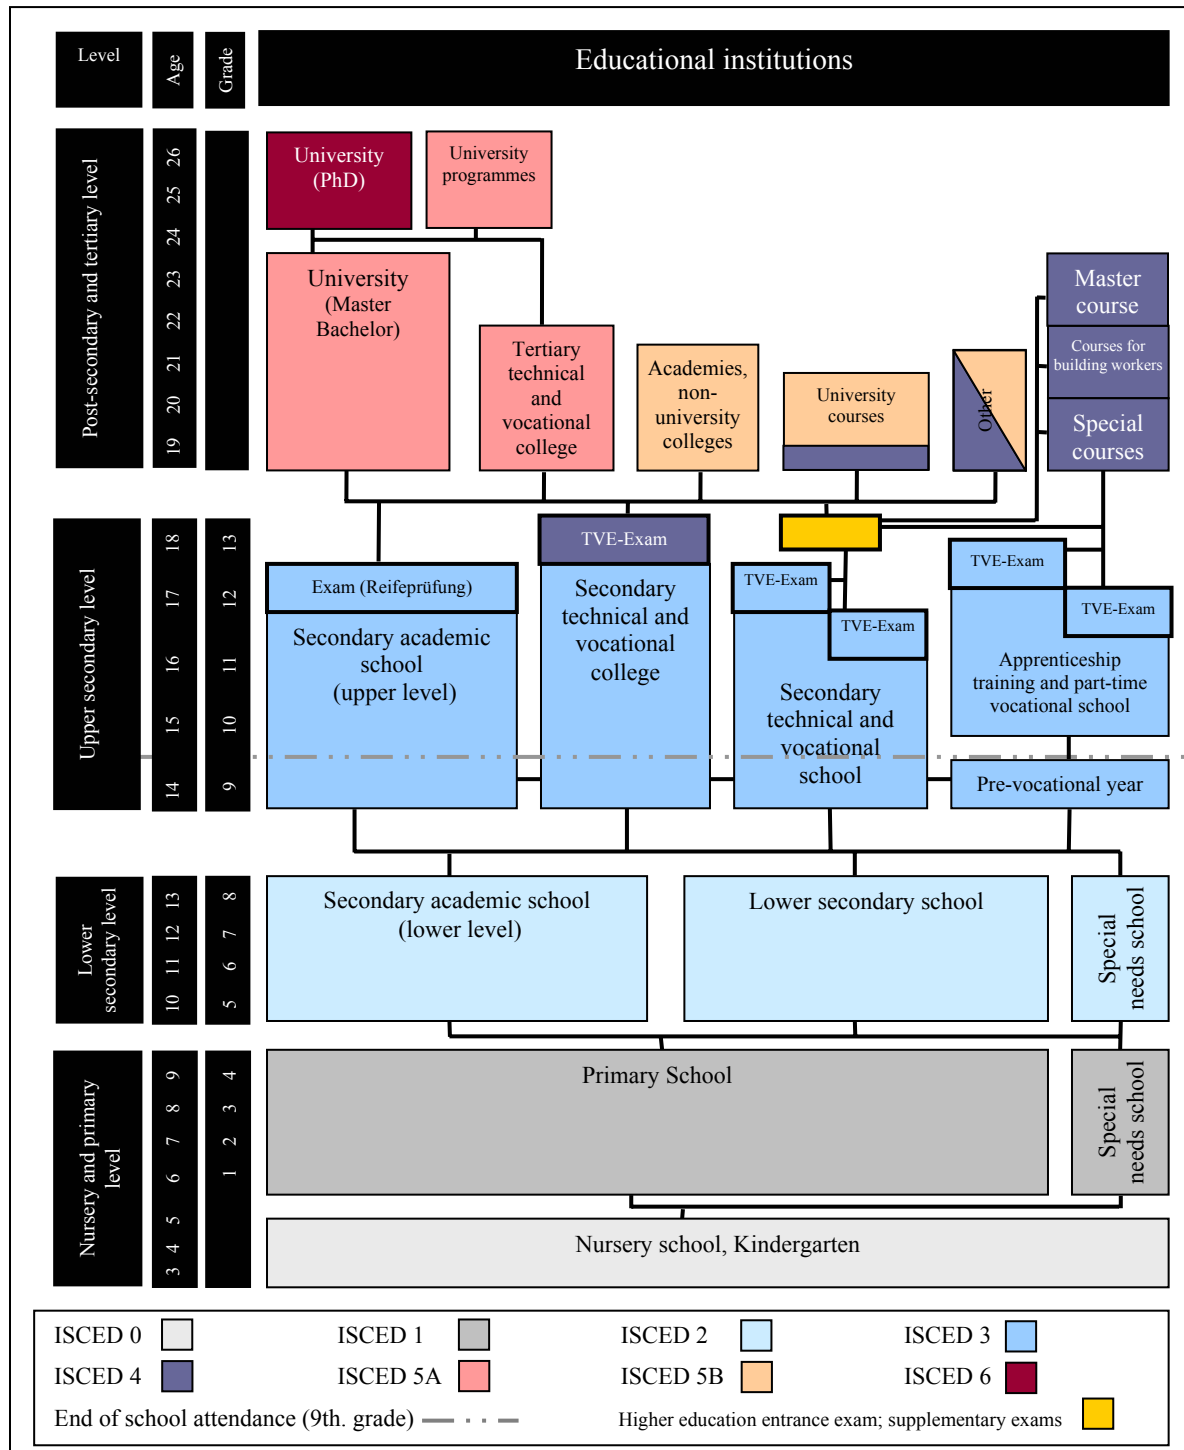 Level
Age
Grade
Educational institutions
Post-secondary and tertiary level
26
25
24
23
22
21
20
19
University
(PhD)
University
programmes
University
(Master
Bachelor)
Tertiary
technical
and
vocational
college
Academies,
non-
university
colleges
University
courses
Other
Master
course
Courses for
building workers
Special
courses
Upper secondary level
18
17
16
15
14
13
12
11
10
9
Exam (Reifeprüfung)
Secondary academic
school
(upper level)
TVE-Exam
Secondary
technical and
vocational
college
TVE-Exam
TVE-Exam
Secondary
technical and
vocational
school
TVE-Exam
TVE-Exam
Apprenticeship
training and part-time
vocational school
Pre-vocational year
Lower
secondary level
13
12
11
10
8
7
6
5
Secondary academic school
(lower level)
Lower secondary school
Special
needs school
Nursery and primary
level
9
8
7
6
5
4
3
4
3
2
1
Primary School
Special
needs school
Nursery school, Kindergarten
ISCED 0
ISCED 1
ISCED 2
ISCED 3
ISCED 4
ISCED 5A
ISCED 5B
ISCED 6
End of school attendance (9th. grade)
Higher education entrance exam; supplementary exams